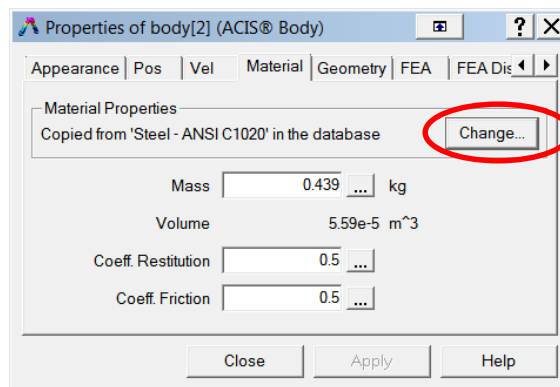 Properties of body[2] (ACIS® Body)
Appearance Pos Vel Material Geometry FEA FEA Dis
Material Properties
Copied from 'Steel - ANSI C1020' in the database Change...
Mass 0.439 ... kg
Volume 5.59e-5 m^3
Coeff. Restitution 0.5 ...
Coeff. Friction 0.5 ...
Close Apply Help